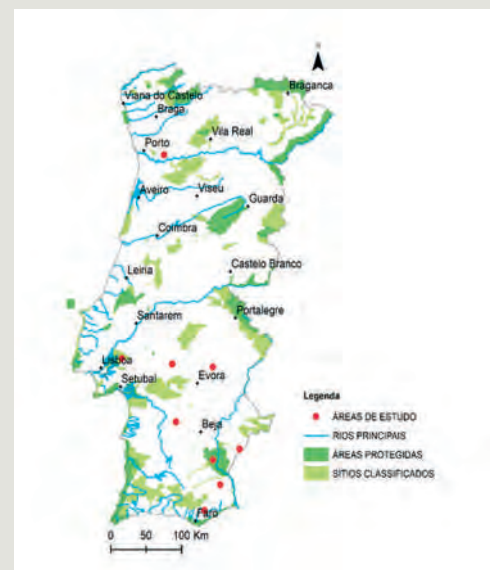 N
Braganca
Viana do Castelo
Braga
Vila Real
Porto
Aveiro
Viseu
Guarda
Coimbra
Leiria
Castelo Branco
Portalegre
Santarem
Lisboa
Setubal
Evora
Beja
Faro
Legenda
ÁREAS DE ESTUDO
RIOS PRINCIPAIS
ÁREAS PROTEGIDAS
SÍTIOS CLASSIFICADOS
0 50 100 Km